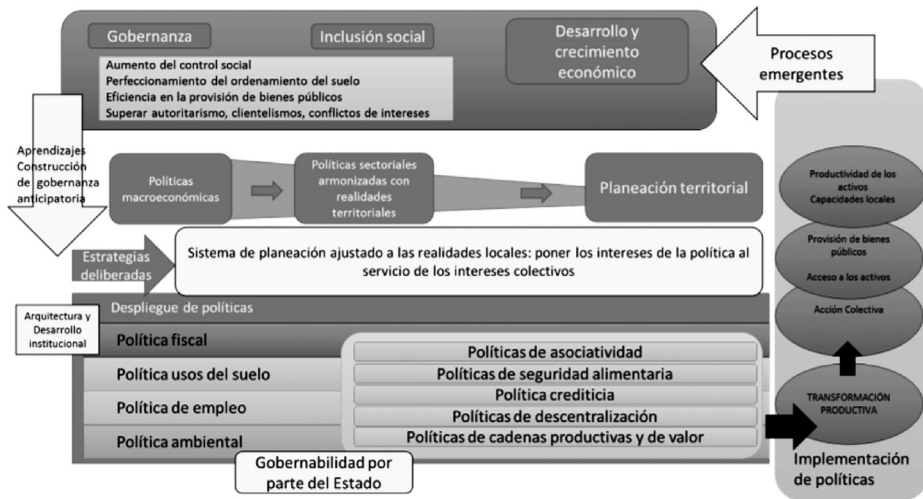 Gobernanza
Inclusión social
Desarrollo y
crecimiento
económico
Procesos
emergentes
Aumento del control social
Perfeccionamiento del ordenamiento del suelo
Eficiencia en la provisión de bienes públicos
Superar autoritarismo, clientelismos, conflictos de intereses
Aprendizajes
Construcción
de gobernanza
anticipatoria
Políticas
macroeconómicas
Políticas sectoriales
armonizadas con
realidades
territoriales
Planeación territorial
Productividad de los
activos
Capacidades locales
Provisión de bienes
públicos
Acceso a los activos
Acción Colectiva
TRANSFORMACIÓN
PRODUCTIVA
Implementación
de políticas
Estrategias
deliberadas
Sistema de planeación ajustado a las realidades locales: poner los intereses de la política al
servicio de los intereses colectivos
Arquitectura y
Desarrollo
institucional
Despliegue de políticas
Política fiscal
Política usos del suelo
Política de empleo
Política ambiental
Políticas de asociatividad
Políticas de seguridad alimentaria
Política crediticia
Políticas de descentralización
Políticas de cadenas productivas y de valor
Gobernabilidad por
parte del Estado